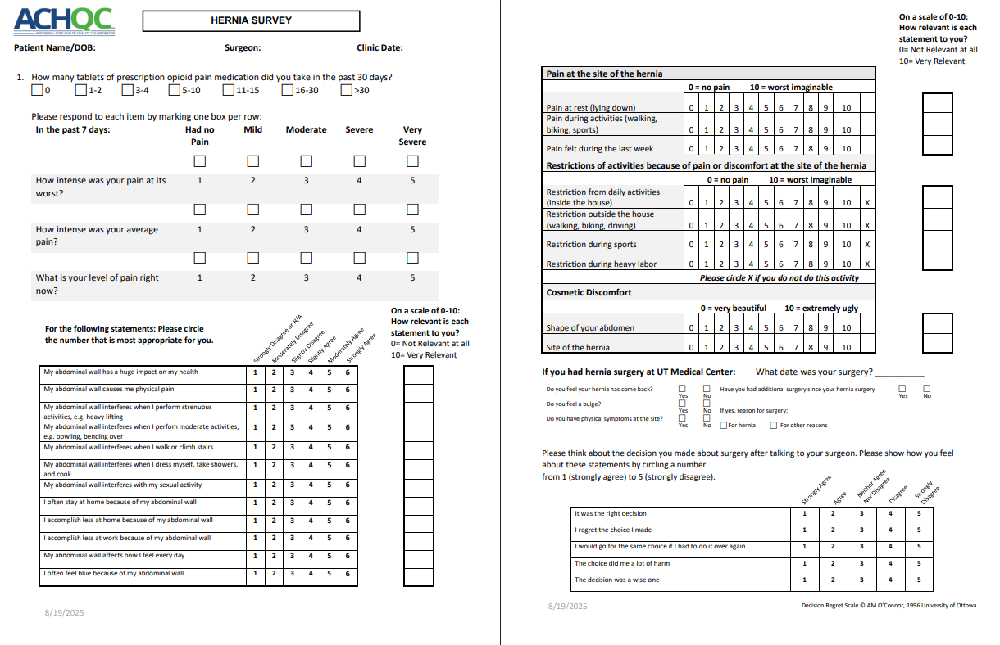 ACHQC
ABDOMINAL CORE HEALTH QUALITY COLLABORATIVE
HERNIA SURVEY
Patient Name/DOB: Surgeon: Clinic Date:
1. How many tablets of prescription opioid pain medication did you take in the past 30 days?
0 1-2 3-4 5-10 11-15 16-30 >30
Please respond to each item by marking one box per row:
In the past 7 days: Had no Pain Mild Moderate Severe Very Severe
How intense was your pain at its worst? 1 2 3 4 5
How intense was your average pain? 1 2 3 4 5
What is your level of pain right now? 1 2 3 4 5
For the following statements: Please circle
the number that is most appropriate for you.
Strongly Disagree or N/A
Moderately Disagree
Slightly Disagree
Slightly Agree
Moderately Agree
Strongly Agree
On a scale of 0-10:
How relevant is each
statement to you?
0= Not Relevant at all
10= Very Relevant
My abdominal wall has a huge impact on my health 1 2 3 4 5 6
My abdominal wall causes me physical pain 1 2 3 4 5 6
My abdominal wall interferes when I perform strenuous
activities, e.g. heavy lifting 1 2 3 4 5 6
My abdominal wall interferes when I perfom moderate activities,
e.g. bowling, bending over 1 2 3 4 5 6
My abdominal wall interferes when I walk or climb stairs 1 2 3 4 5 6
My abdominal wall interferes when I dress myself, take showers,
and cook 1 2 3 4 5 6
My abdominal wall interferes with my sexual activity 1 2 3 4 5 6
I often stay at home because of my abdominal wall 1 2 3 4 5 6
I accomplish less at home because of my abdominal wall 1 2 3 4 5 6
I accomplish less at work because of my abdominal wall 1 2 3 4 5 6
My abdominal wall affects how I feel every day 1 2 3 4 5 6
I often feel blue because of my abdominal wall 1 2 3 4 5 6
8/19/2025
On a scale of 0-10:
How relevant is each
statement to you?
0= Not Relevant at all
10= Very Relevant
Pain at the site of the hernia
0 = no pain 10 = worst imaginable
Pain at rest (lying down) 0 1 2 3 4 5 6 7 8 9 10
Pain during activities (walking,
biking, sports) 0 1 2 3 4 5 6 7 8 9 10
Pain felt during the last week 0 1 2 3 4 5 6 7 8 9 10
Restrictions of activities because of pain or discomfort at the site of the hernia
0 = no pain 10 = worst imaginable
Restriction from daily activities
(inside the house) 0 1 2 3 4 5 6 7 8 9 10 X
Restriction outside the house
(walking, biking, driving) 0 1 2 3 4 5 6 7 8 9 10 X
Restriction during sports 0 1 2 3 4 5 6 7 8 9 10 X
Restriction during heavy labor 0 1 2 3 4 5 6 7 8 9 10 X
Please circle X if you do not do this activity
Cosmetic Discomfort
0 = very beautiful 10 = extremely ugly
Shape of your abdomen 0 1 2 3 4 5 6 7 8 9 10
Site of the hernia 0 1 2 3 4 5 6 7 8 9 10
If you had hernia surgery at UT Medical Center: What date was your surgery? __________
Do you feel your hernia has come back? Yes No Have you had additional surgery since your hernia surgery Yes No
Do you feel a bulge? Yes No If yes, reason for surgery:
Do you have physical symptoms at the site? Yes No For hernia For other reasons
Please think about the decision you made about surgery after talking to your surgeon. Please show how you feel
about these statements by circling a number
from 1 (strongly agree) to 5 (strongly disagree).
Strongly Agree
Agree
Neither Agree Nor Disagree
Disagree
Strongly Disagree
It was the right decision 1 2 3 4 5
I regret the choice I made 1 2 3 4 5
I would go for the same choice if I had to do it over again 1 2 3 4 5
The choice did me a lot of harm 1 2 3 4 5
The decision was a wise one 1 2 3 4 5
8/19/2025
Decision Regret Scale © AM O'Connor, 1996 University of Ottowa